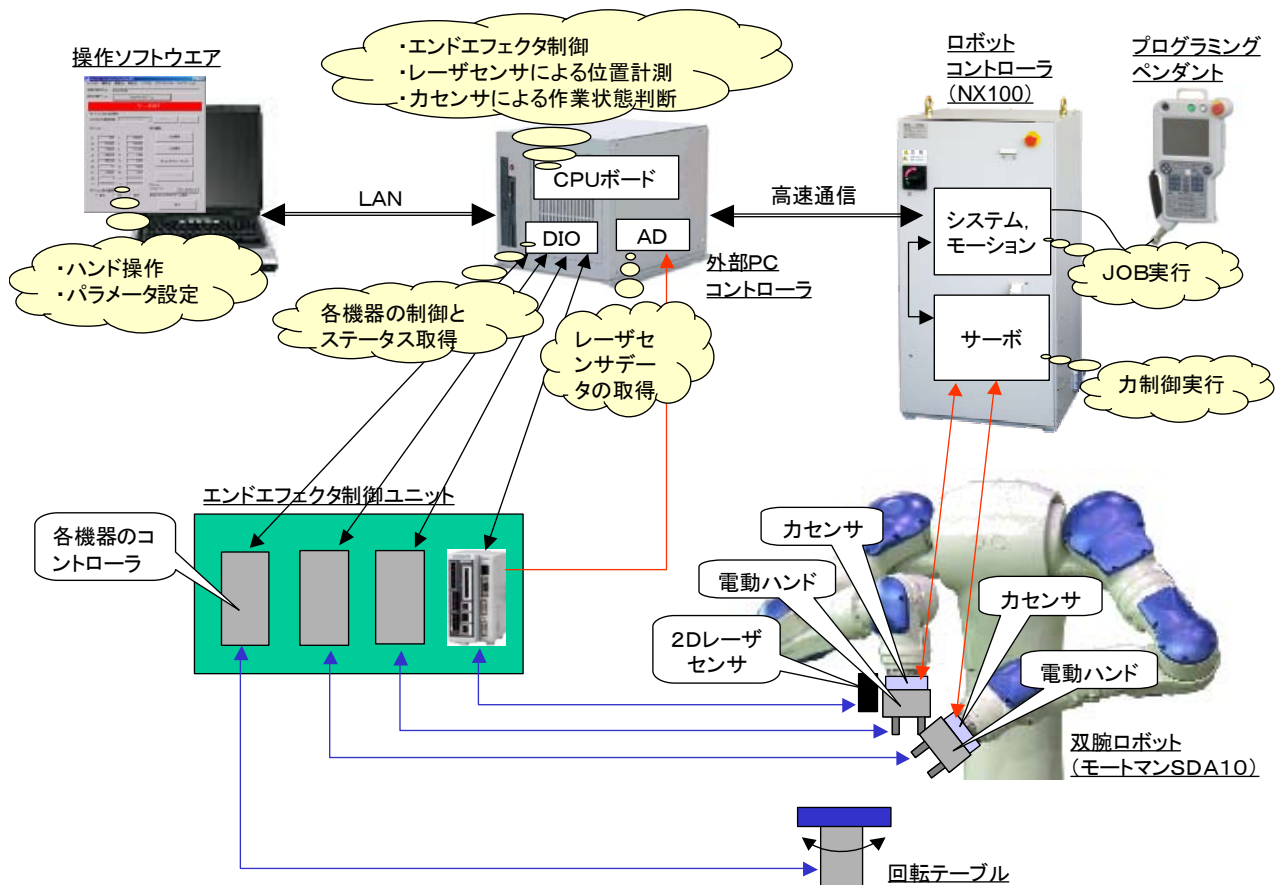 操作ソフトウエア
・エンドエフェクタ制御
・レーザセンサによる位置計測
・力センサによる作業状態判断
ロボット
コントローラ
（NX100）
プログラミング
ペンダント
CPUボード
LAN
高速通信
DIO
AD
システム,
モーション
外部PC
コントローラ
・ハンド操作
・パラメータ設定
JOB実行
各機器の制御と
ステータス取得
レーザセ
ンサデー
タの取得
サーボ
力制御実行
エンドエフェクタ制御ユニット
各機器のコ
ントローラ
力センサ
電動ハンド
2Dレーザ
センサ
力センサ
電動ハンド
双腕ロボット
（モートマンSDA10）
回転テーブル